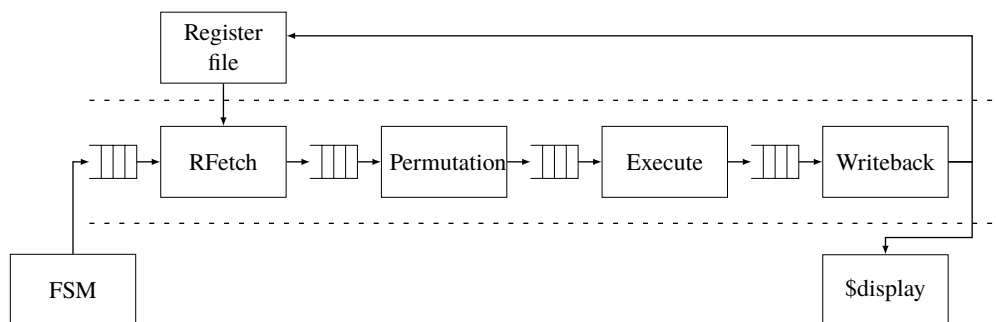 Register
file
RFetch
Permutation
Execute
Writeback
FSM
$display